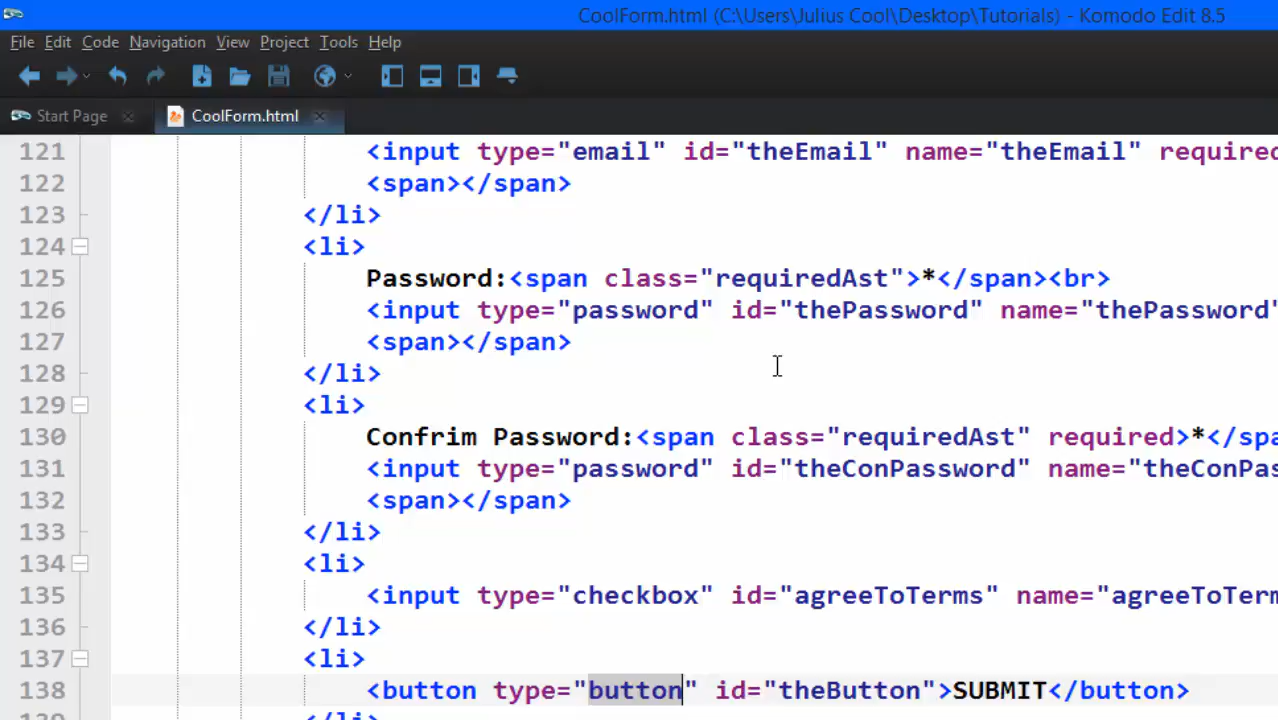 CoolForm.html (C:\Users\Julius Cool\Desktop\Tutorials) - Komodo Edit 8.5
File Edit Code Navigation View Project Tools Help
Start Page CoolForm.html
121 <input type="email" id="theEmail" name="theEmail" required
122 <span></span>
123 </li>
124 <li>
125 Password:<span class="requiredAst">*</span><br>
126 <input type="password" id="thePassword" name="thePassword"
127 <span></span>
128 </li>
129 <li>
130 Confrim Password:<span class="requiredAst" required>*</spa
131 <input type="password" id="theConPassword" name="theConPas
132 <span></span>
133 </li>
134 <li>
135 <input type="checkbox" id="agreeToTerms" name="agreeToTerm
136 </li>
137 <li>
138 <button type="button" id="theButton">SUBMIT</button>
</li>